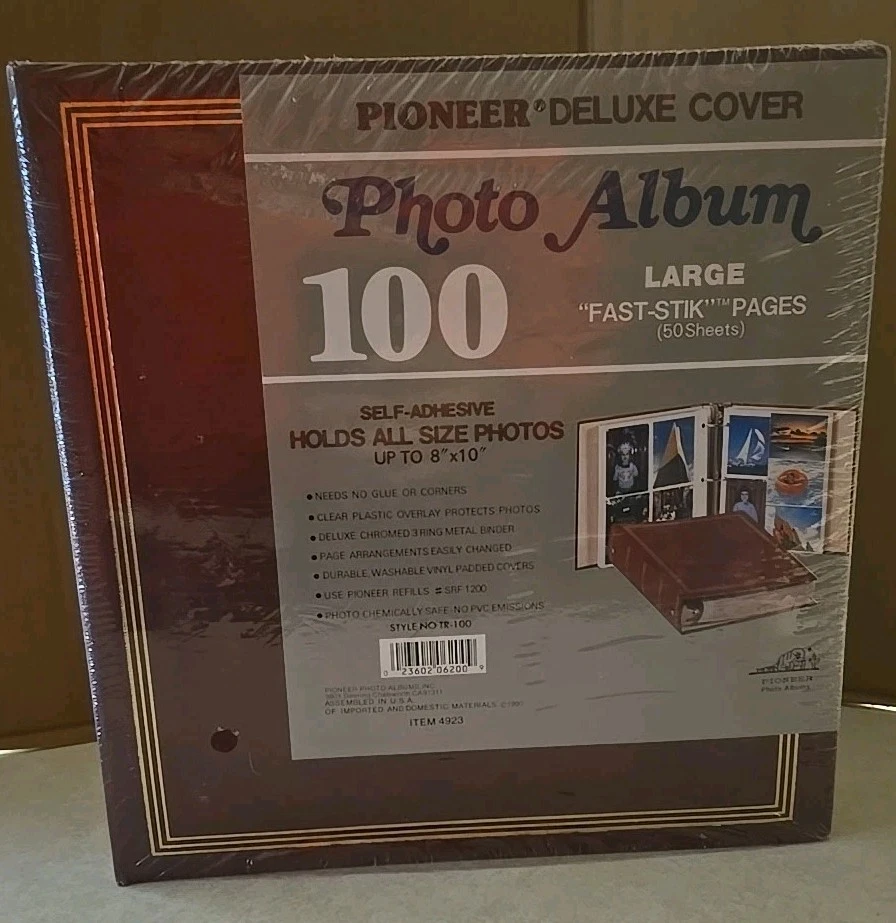 PIONEER® DELUXE COVER
Photo Album
100
LARGE
"FAST-STIK"™ PAGES
(50 Sheets)
SELF-ADHESIVE
HOLDS ALL SIZE PHOTOS
UP TO 8"x10"
• NEEDS NO GLUE OR CORNERS
• CLEAR PLASTIC OVERLAY PROTECTS PHOTOS
• DELUXE CHROMED 3 RING METAL BINDER
• PAGE ARRANGEMENTS EASILY CHANGED
• DURABLE, WASHABLE VINYL PADDED COVERS
• USE PIONEER REFILLS # SRF 1200
• PHOTO CHEMICALLY SAFE-NO PVC EMISSIONS
STYLE NO TR-100
0 23602 06200 9
PIONEER PHOTO ALBUMS, INC.
Chatsworth, CA 91311
ASSEMBLED IN U.S.A.
OF IMPORTED AND DOMESTIC MATERIALS
ITEM 4923
PIONEER
Photo Albums